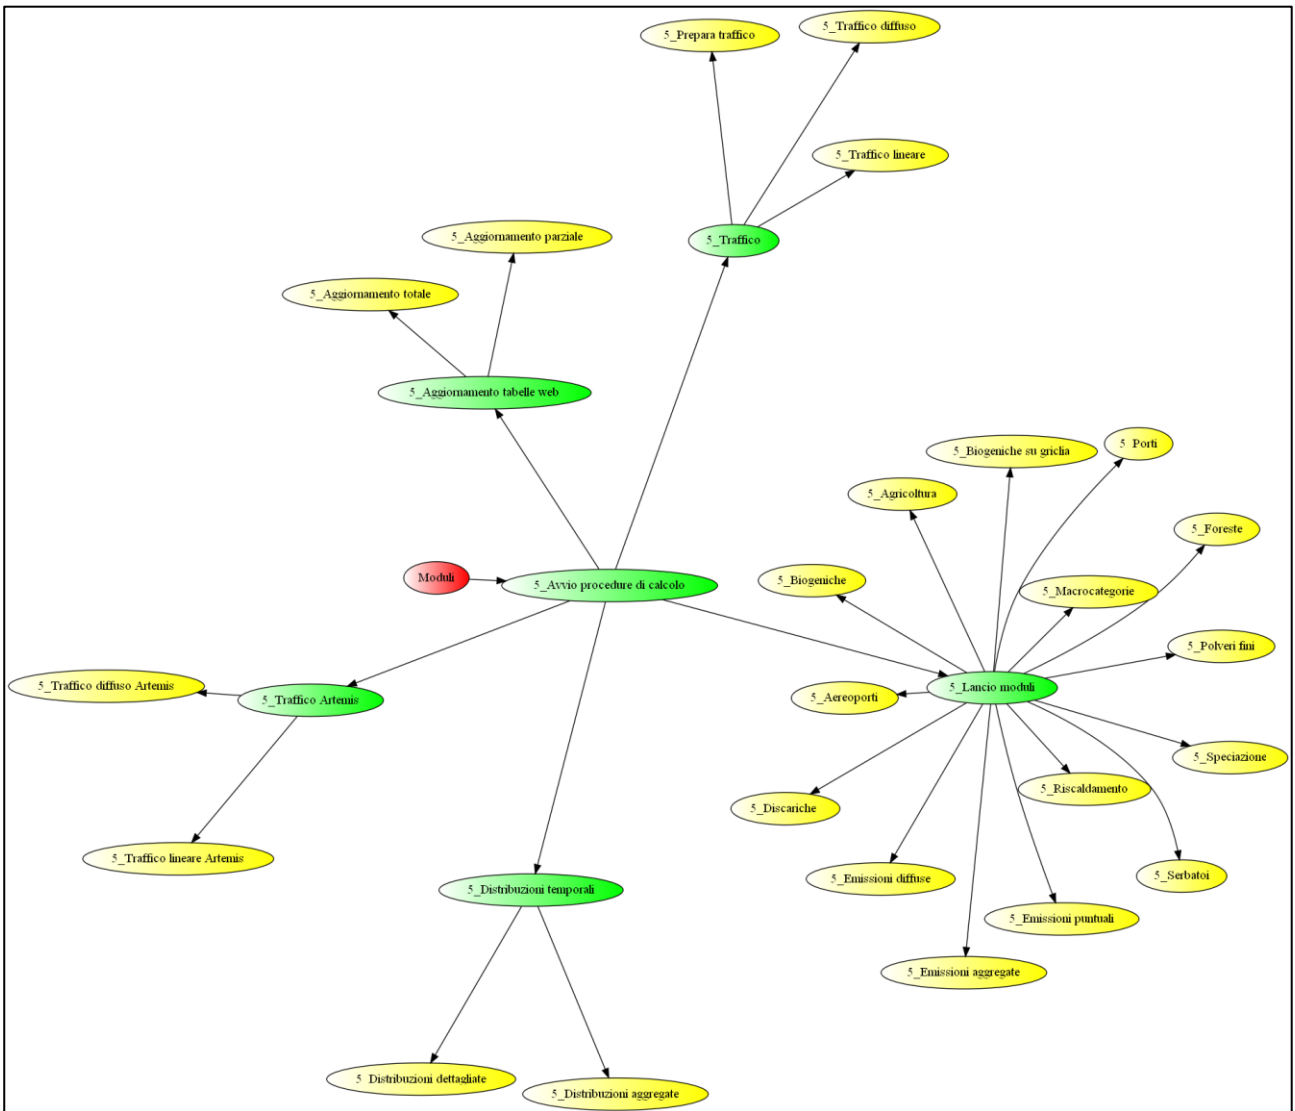 5_Traffico diffuso
5_Prepara traffico
5_Traffico lineare
5_Aggiornamento parziale
5_Traffico
5_Aggiornamento totale
5_Aggiornamento tabelle web
5_Porti
5_Biogeniche su griclia
5_Agricoltura
5_Foreste
Moduli
5_Avvio procedure di calcolo
5_Biogeniche
5_Macrocategorie
5_Polveri fini
5_Traffico diffuso Artemis
5_Lancio moduli
5_Traffico Artemis
5_Aereoporti
5_Speciazione
5_Riscaldamento
5_Discariche
5_Traffico lineare Artemis
5_Serbatoi
5_Emissioni diffuse
5_Distribuzioni temporali
5_Emissioni puntuali
5_Emissioni aggregate
5_Distribuzioni dettagliate
5_Distribuzioni aggregate